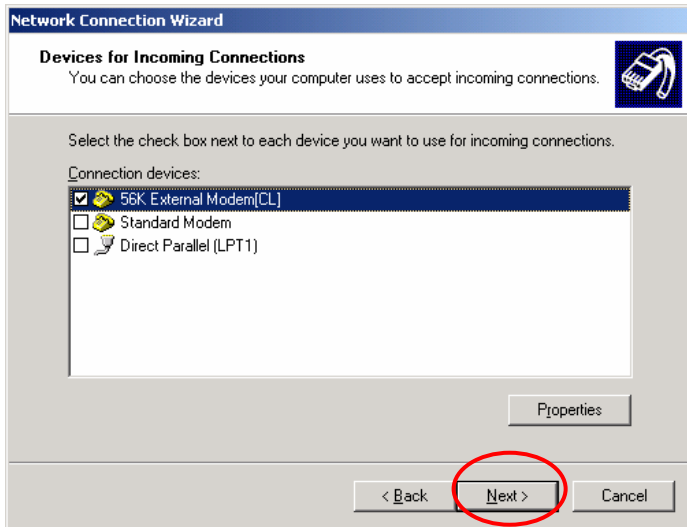 Network Connection Wizard
Devices for Incoming Connections
You can choose the devices your computer uses to accept incoming connections.
Select the check box next to each device you want to use for incoming connections.
Connection devices:
56K External Modem[CL]
Standard Modem
Direct Parallel (LPT1)
Properties
< Back
Next >
Cancel